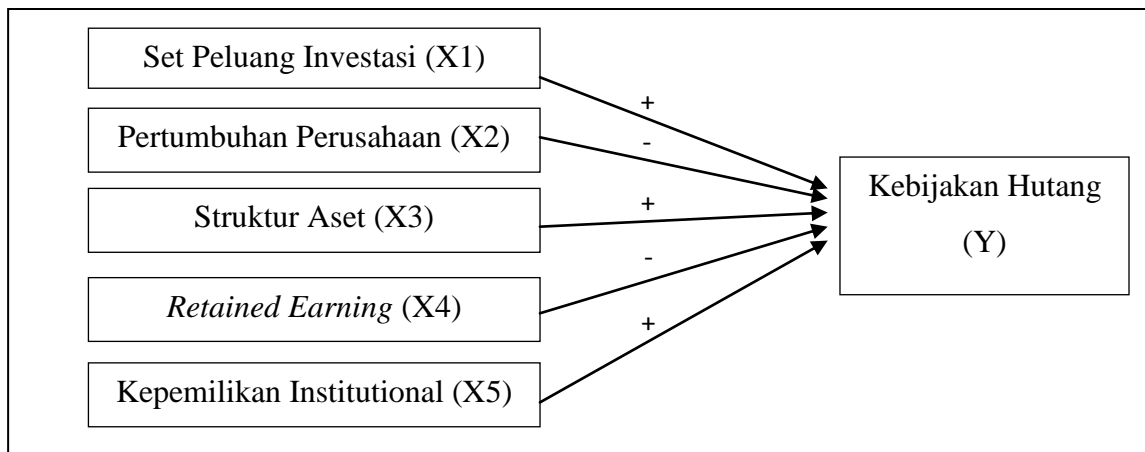 Set Peluang Investasi (X1)
+
Pertumbuhan Perusahaan (X2)
-
Struktur Aset (X3)
+
Retained Earning (X4)
-
Kepemilikan Institutional (X5)
+
Kebijakan Hutang
(Y)